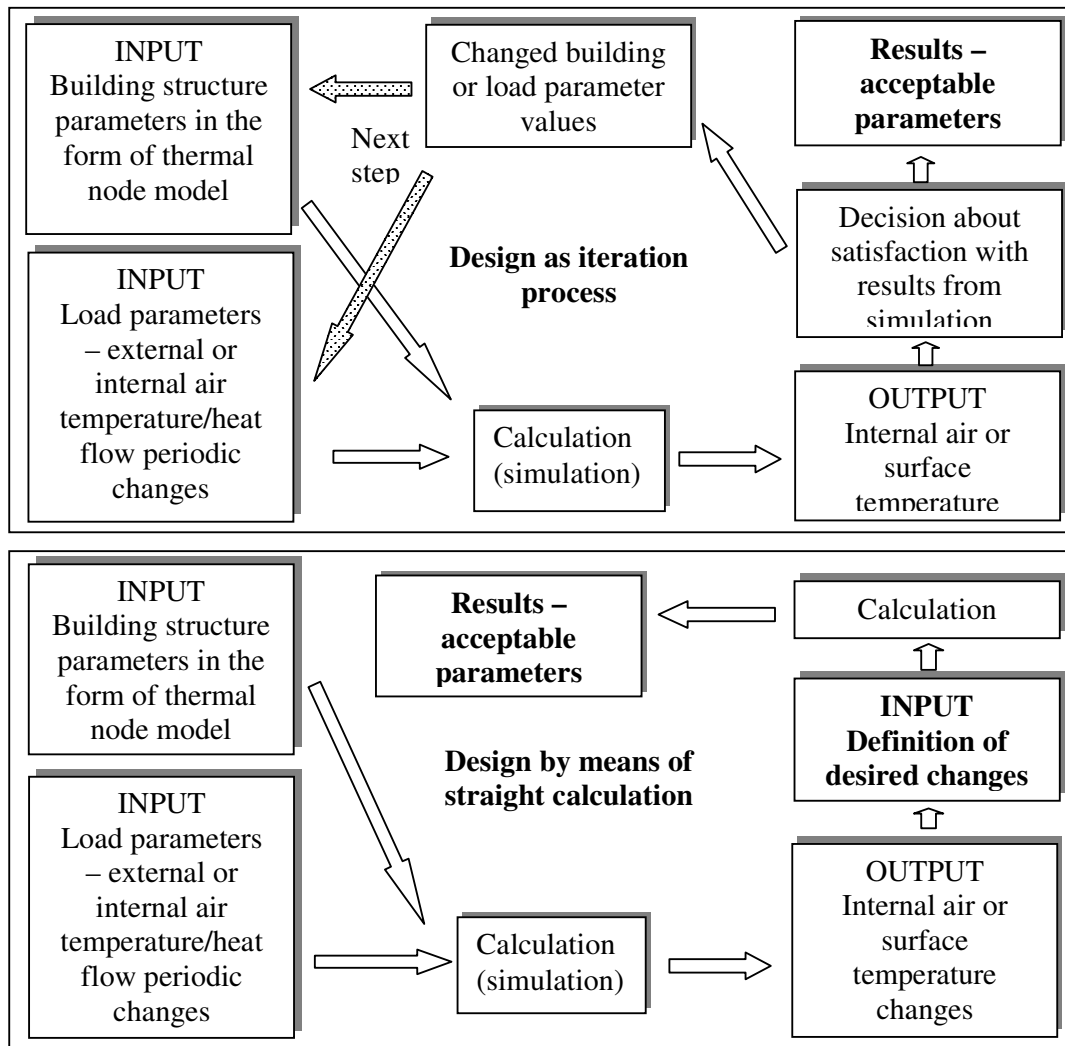 INPUT
Building structure
parameters in the
form of thermal
node model
Changed building
or load parameter
values
Results –
acceptable
parameters
Next
step
Decision about
satisfaction with
results from
simulation
Design as iteration
process
INPUT
Load parameters
– external or
internal air
temperature/heat
flow periodic
changes
Calculation
(simulation)
OUTPUT
Internal air or
surface
temperature
INPUT
Building structure
parameters in the
form of thermal
node model
Results –
acceptable
parameters
Calculation
INPUT
Definition of
desired changes
Design by means of
straight calculation
INPUT
Load parameters
– external or
internal air
temperature/heat
flow periodic
changes
Calculation
(simulation)
OUTPUT
Internal air or
surface
temperature
changes